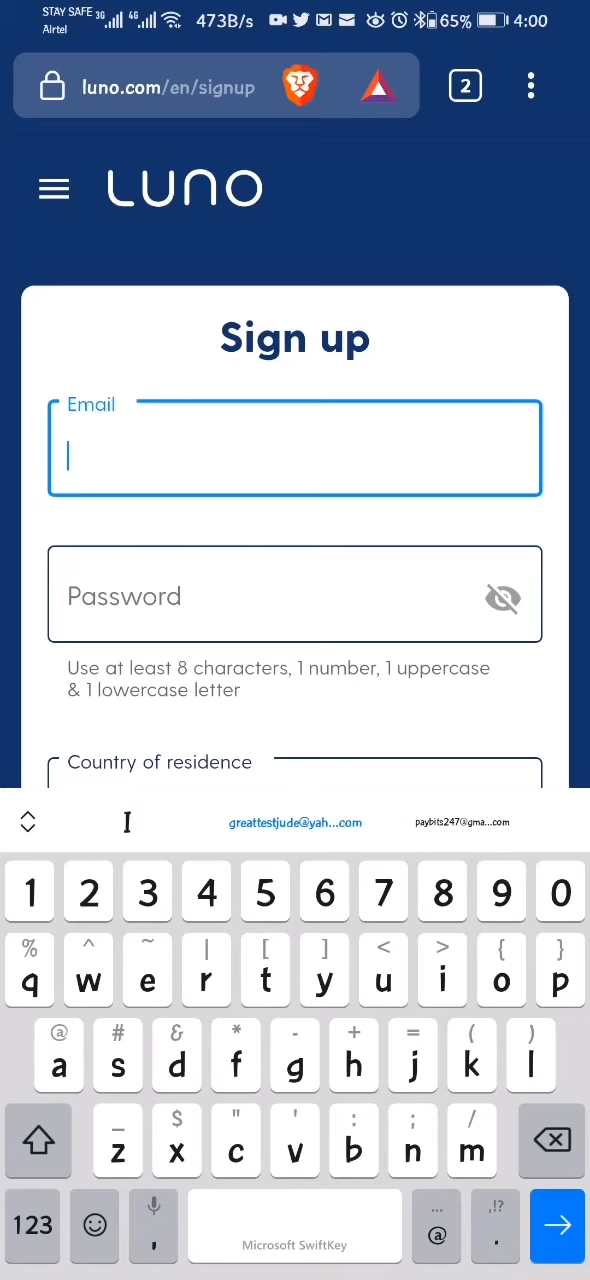 STAY SAFE 3G 4G 473B/s 65% 4:00
Airtel
luno.com/en/signup 2
LUNO
Sign up
Email
Password
Use at least 8 characters, 1 number, 1 uppercase
& 1 lowercase letter
Country of residence
I greattestjude@yah...com paybits247@gma...com
1 2 3 4 5 6 7 8 9 0
% ^ ~ | [ ] < > { }
q w e r t y u i o p
@ # & * - + = ( )
a s d f g h j k l
_ $ " ' : ; /
z x c v b n m
... ,!?
123 , @ .
Microsoft SwiftKey